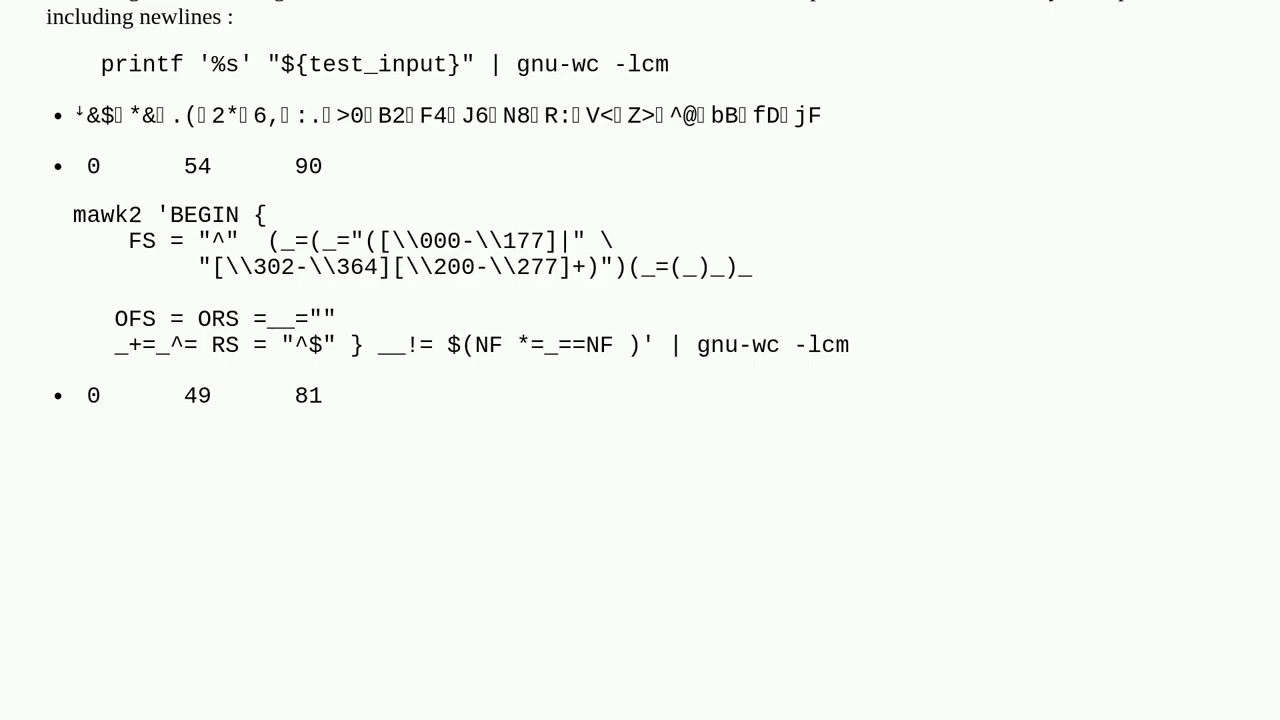 including newlines :
printf '%s' "${test_input}" | gnu-wc -lcm
• ꜜ&$▯*&▯.(▯2*▯6,▯:.▯>0▯B2▯F4▯J6▯N8▯R:▯V<▯Z>▯^@▯bB▯fD▯jF
• 0 54 90
mawk2 'BEGIN {
FS = "^" (_=(_="([\\000-\\177]|" \
"[\\302-\\364][\\200-\\277]+)")(_=(_)_)_
OFS = ORS =__=""
_+=_^= RS = "^$" } __!= $(NF *=_==NF )' | gnu-wc -lcm
• 0 49 81